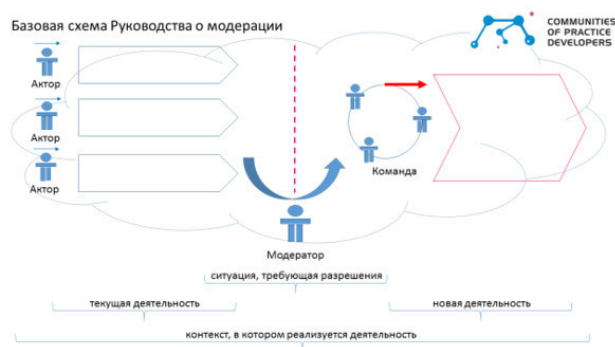 Базовая схема Руководства о модерации
COMMUNITIES
OF PRACTICE
DEVELOPERS
Актор
Актор
Актор
Команда
Модератор
ситуация, требующая разрешения
текущая деятельность
новая деятельность
контекст, в котором реализуется деятельность